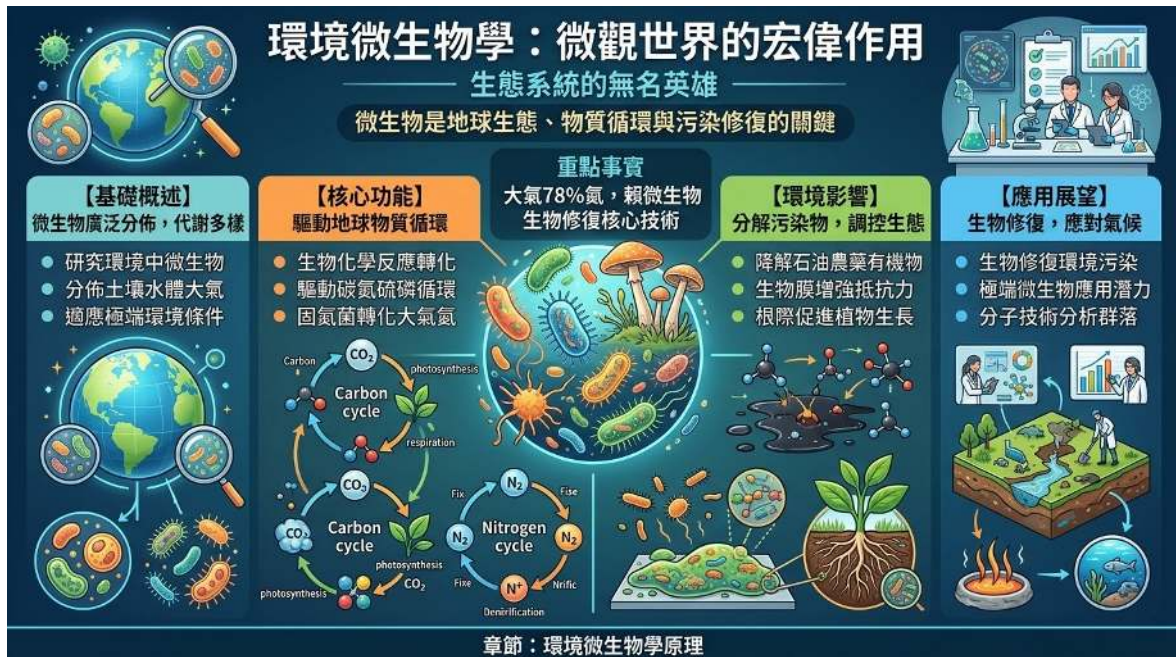 環境微生物學：微觀世界的宏偉作用
生態系統的無名英雄
微生物是地球生態、物質循環與污染修復的關鍵
重點事實
大氣78%氮，賴微生物
生物修復核心技術
【基礎概述】
微生物廣泛分佈，代謝多樣
研究環境中微生物
分佈土壤水體大氣
適應極端環境條件
【核心功能】
驅動地球物質循環
生物化學反應轉化
驅動碳氮硫磷循環
固氮菌轉化大氣氮
Carbon
CO₂
photosynthesis
Carbon
cycle
respiration
CO₂
CO₂
Carbon
cycle
photosynthesis
CO₂
photosynthesis
Fix
N₂
Fise
N₂
Nitrogen
cycle
N₂
Fixe
N⁺
Nrific
Denirification
【環境影響】
分解污染物，調控生態
降解石油農藥有機物
生物膜增強抵抗力
根際促進植物生長
【應用展望】
生物修復，應對氣候
生物修復環境污染
極端微生物應用潛力
分子技術分析群落
章節：環境微生物學原理